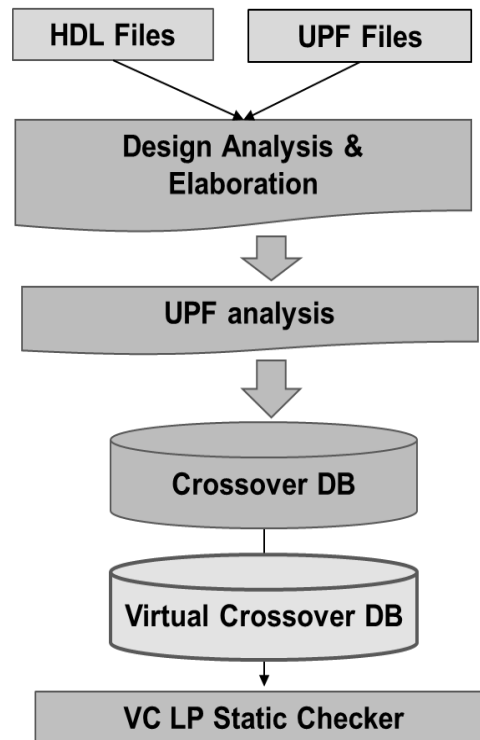 HDL Files
UPF Files
Design Analysis &
Elaboration
UPF analysis
Crossover DB
Virtual Crossover DB
VC LP Static Checker